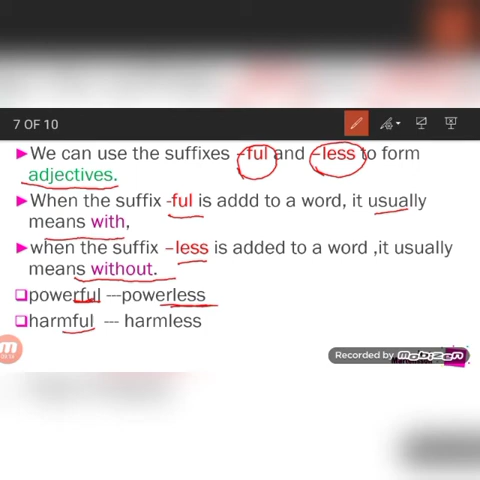 7 OF 10
▶We can use the suffixes –ful and –less to form
adjectives.
▶When the suffix -ful is addd to a word, it usually
means with,
▶when the suffix –less is added to a word ,it usually
means without.
❑powerful ---powerless
❑harmful --- harmless
Recorded by Mobizen